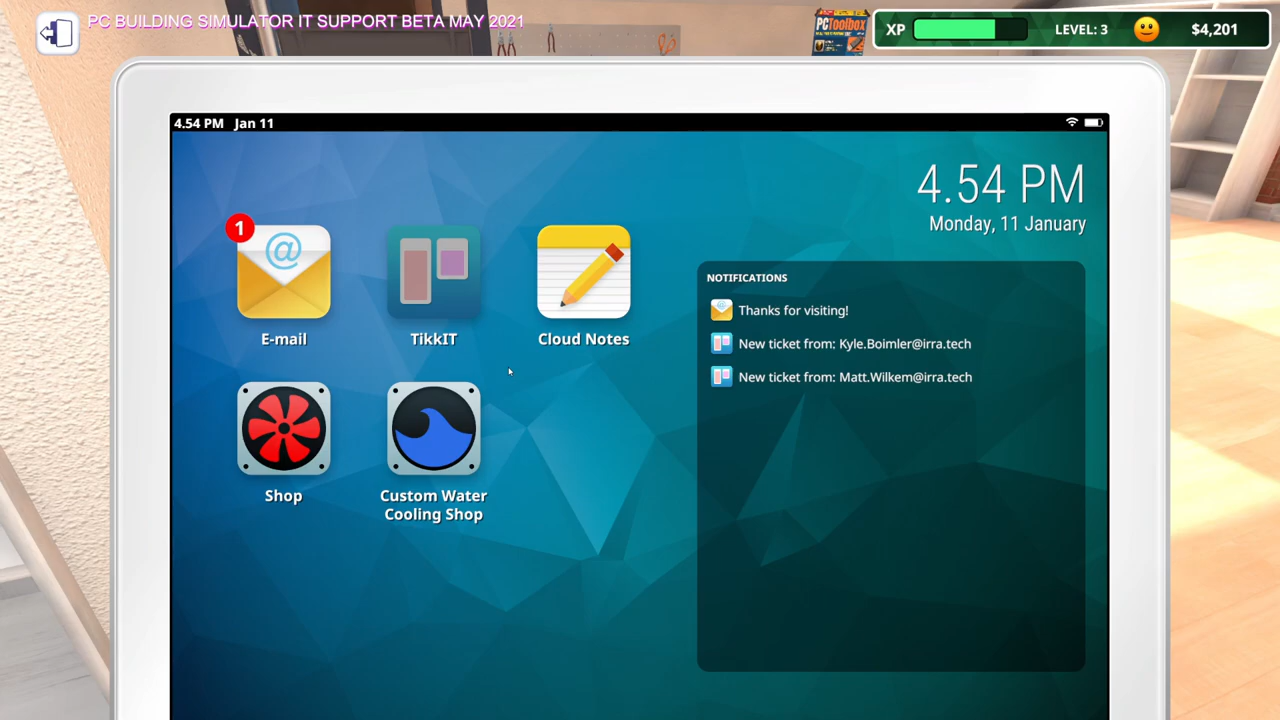 PC BUILDING SIMULATOR IT SUPPORT BETA MAY 2021
PCToolbox
XP
LEVEL: 3
$4,201
4.54 PM Jan 11
4.54 PM
Monday, 11 January
1
@
E-mail
TikkIT
Cloud Notes
Shop
Custom Water
Cooling Shop
NOTIFICATIONS
Thanks for visiting!
New ticket from: Kyle.Boimler@irra.tech
New ticket from: Matt.Wilkem@irra.tech